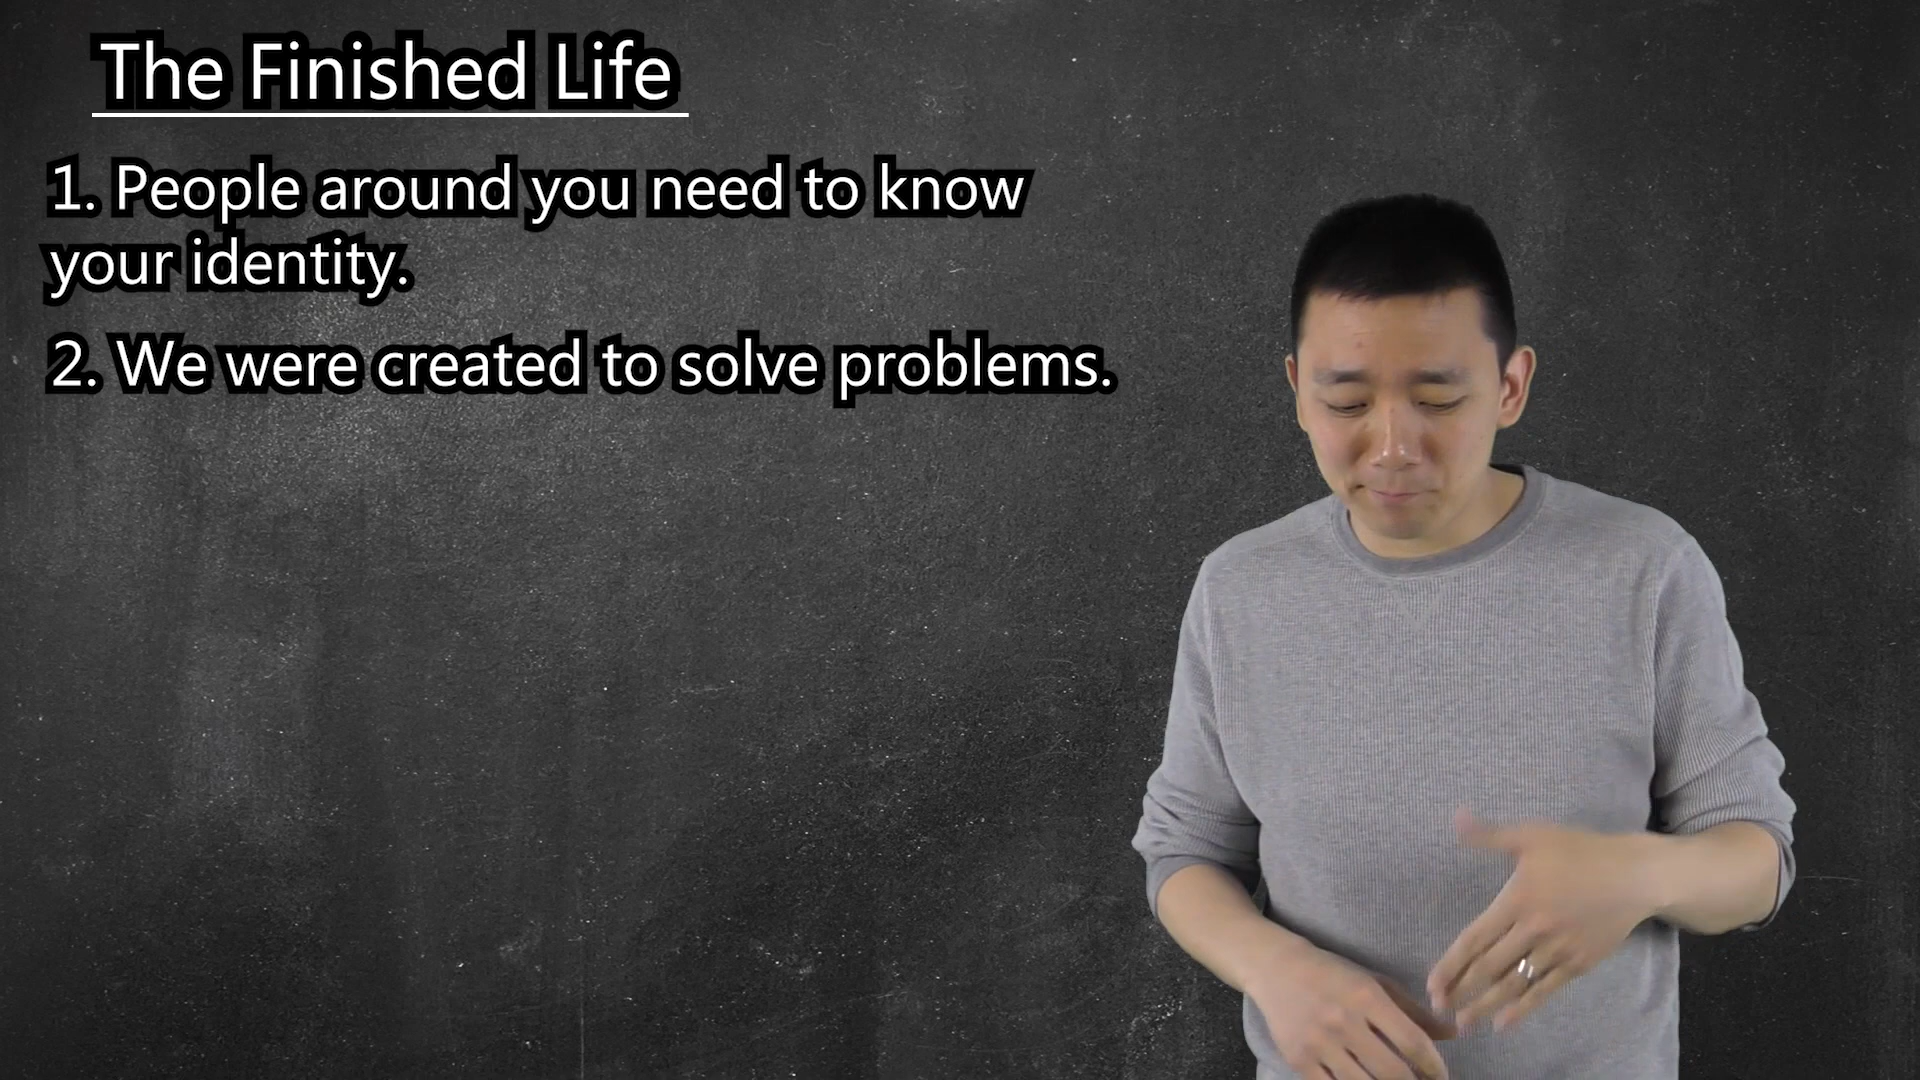 The Finished Life
1. People around you need to know
your identity.
2. We were created to solve problems.